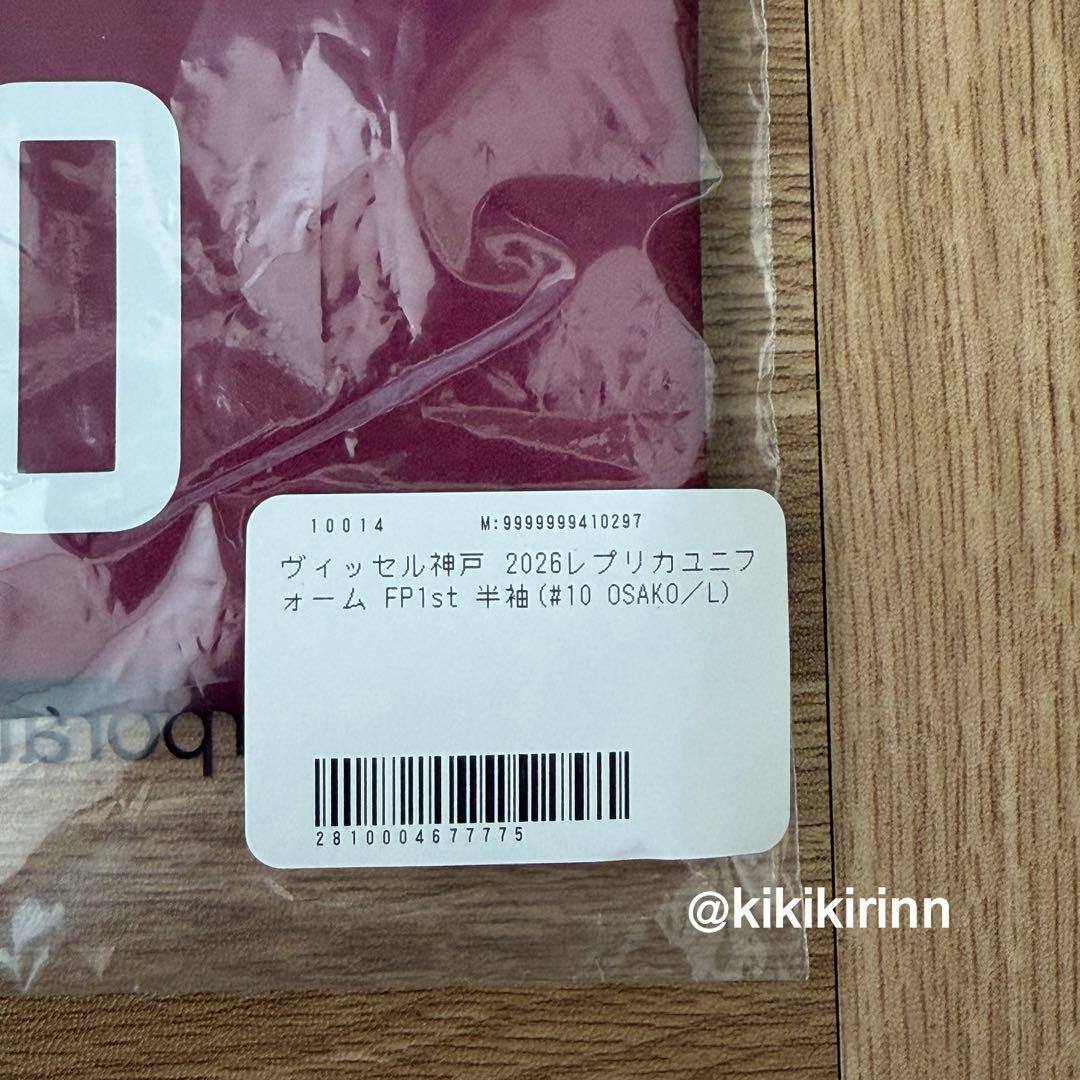 0
10014 M:9999999410297
ヴィッセル神戸 2026レプリカユニフ
ォーム FP1st 半袖(#10 OSAKO/L)
2810004677775
@kikikirinn